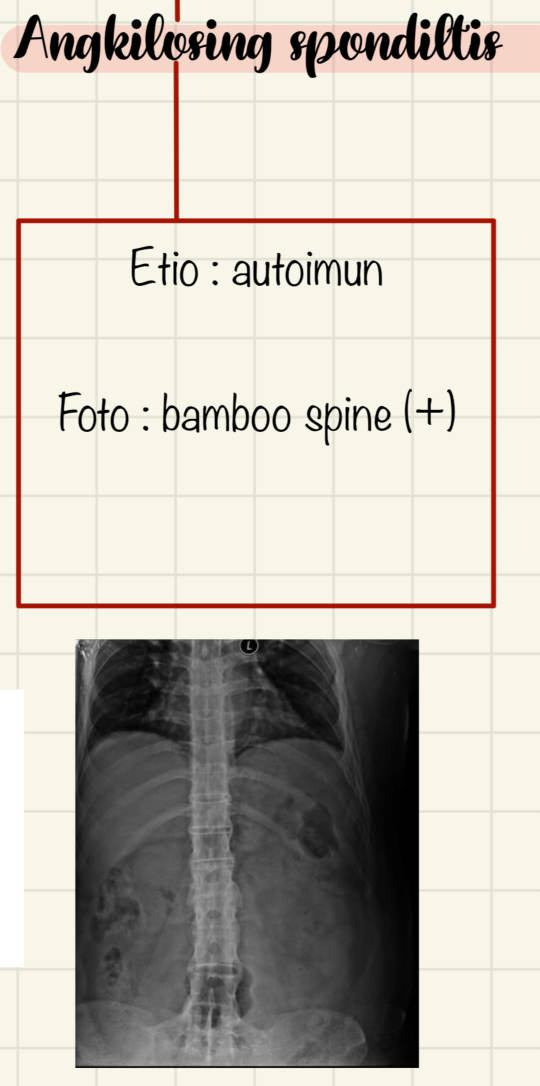 Angkilosing spondiltis
Etio : autoimun
Foto : bamboo spine (+)
L